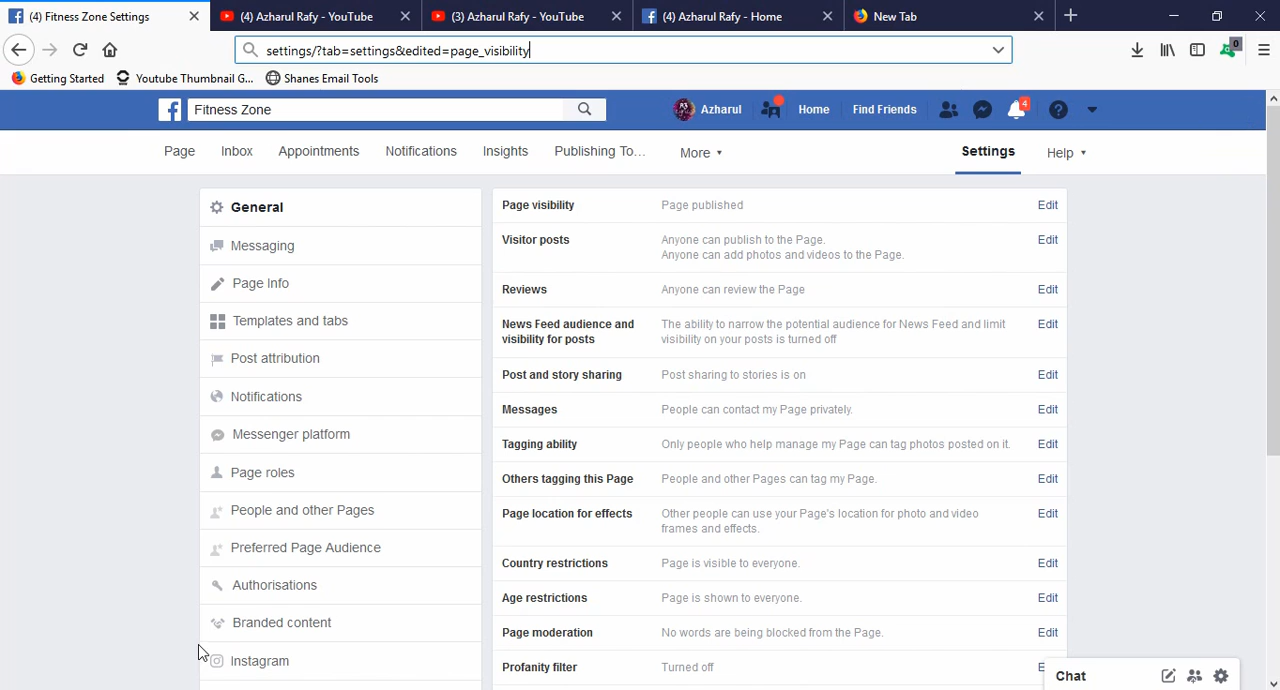 (4) Fitness Zone Settings
(4) Azharul Rafy - YouTube
(3) Azharul Rafy - YouTube
(4) Azharul Rafy - Home
New Tab
settings/?tab=settings&edited=page_visibility
0
Getting Started
Youtube Thumbnail G...
Shanes Email Tools
Fitness Zone
Azharul
Home
Find Friends
4
Page
Inbox
Appointments
Notifications
Insights
Publishing To...
More
Settings
Help
General
Messaging
Page Info
Templates and tabs
Post attribution
Notifications
Messenger platform
Page roles
People and other Pages
Preferred Page Audience
Authorisations
Branded content
Instagram
Page visibility Page published Edit
Visitor posts Anyone can publish to the Page. Edit
Anyone can add photos and videos to the Page.
Reviews Anyone can review the Page Edit
News Feed audience and The ability to narrow the potential audience for News Feed and limit Edit
visibility for posts visibility on your posts is turned off
Post and story sharing Post sharing to stories is on Edit
Messages People can contact my Page privately. Edit
Tagging ability Only people who help manage my Page can tag photos posted on it. Edit
Others tagging this Page People and other Pages can tag my Page. Edit
Page location for effects Other people can use your Page's location for photo and video Edit
frames and effects.
Country restrictions Page is visible to everyone. Edit
Age restrictions Page is shown to everyone. Edit
Page moderation No words are being blocked from the Page. Edit
Profanity filter Turned off
Chat